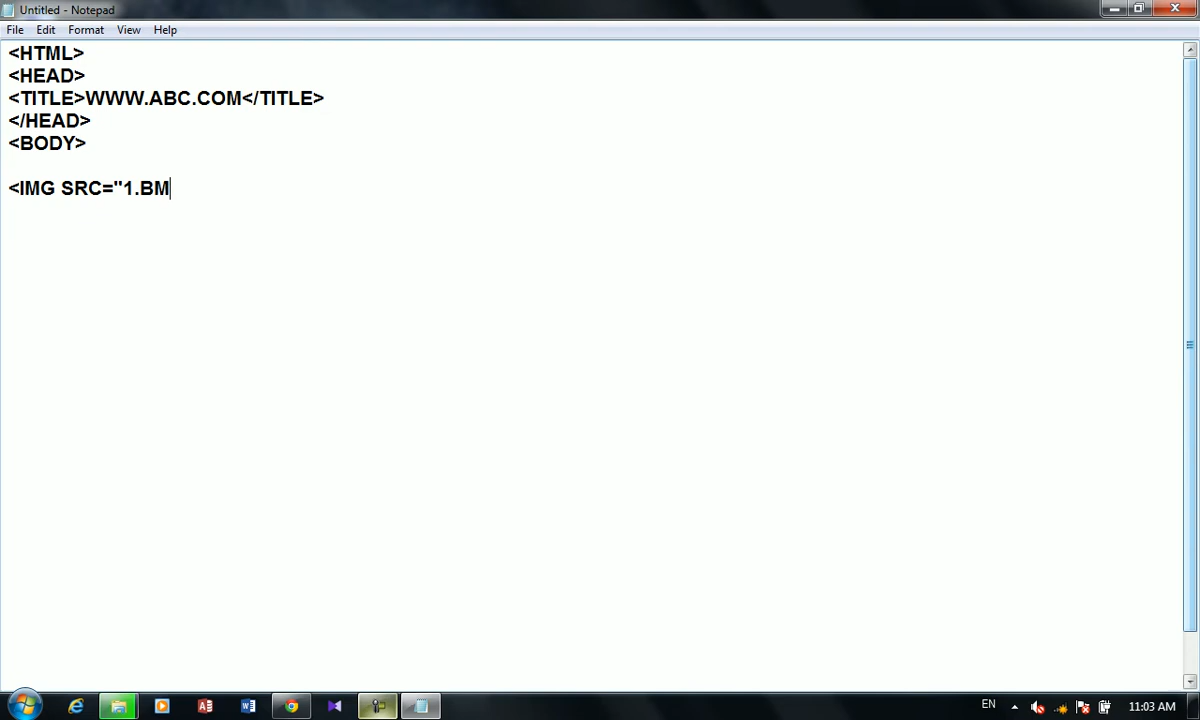 Untitled - Notepad
File Edit Format View Help
<HTML>
<HEAD>
<TITLE>WWW.ABC.COM</TITLE>
</HEAD>
<BODY>
<IMG SRC="1.BM
EN 11:03 AM